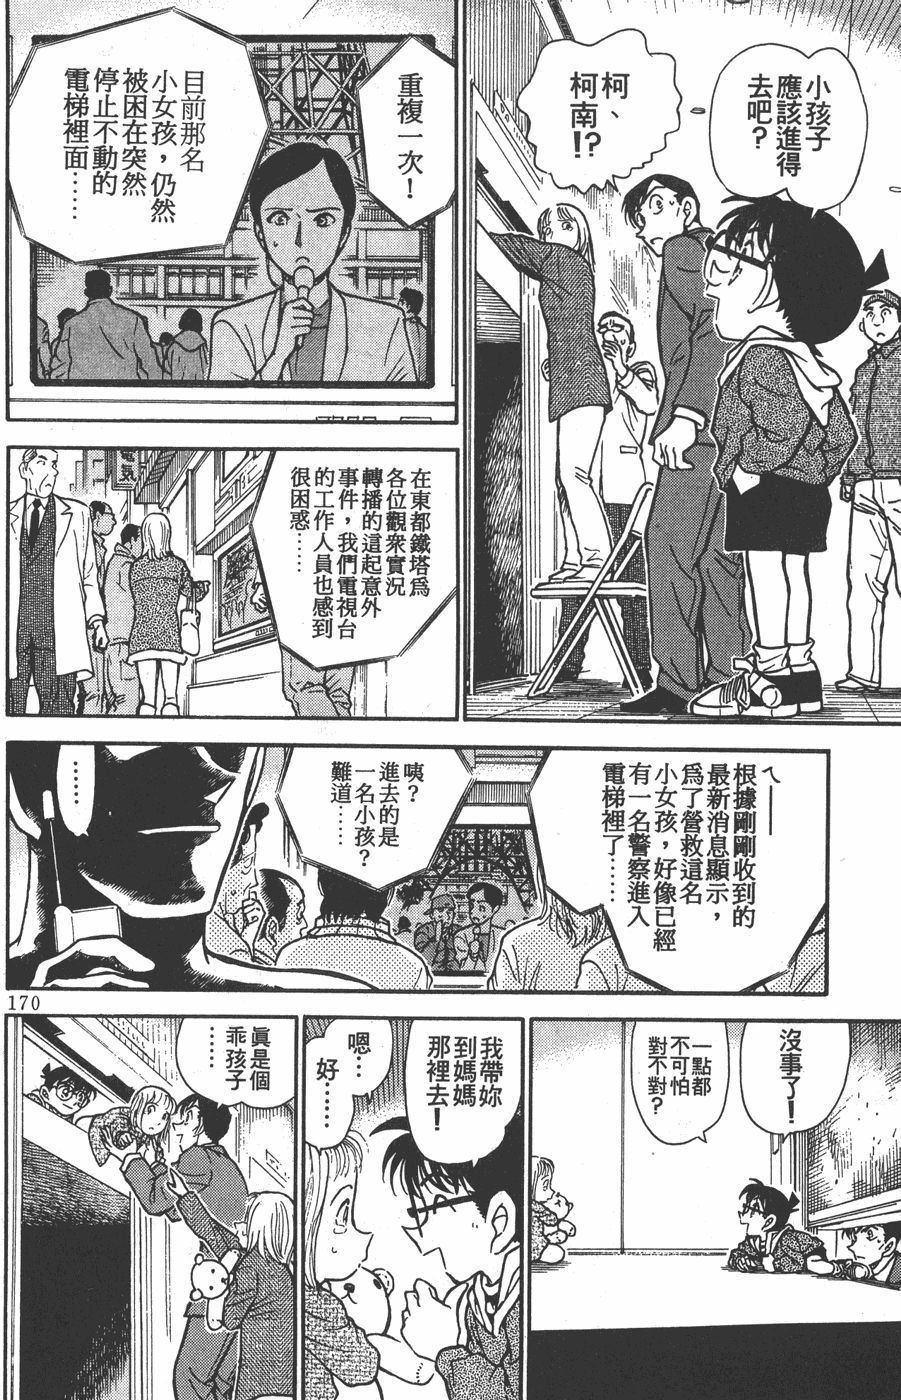 小孩子
應該進得
去吧？
柯、
柯南!?
重複一次！
目前那名
小女孩，仍然
被困在突然
停止不動的
電梯裡面……
在東都鐵塔為
各位觀眾實況
轉播的這起意外
事件，我們電視台
的工作人員也感到
很困惑……
電氣
ㄟ——
根據剛剛收到的
最新消息顯示，
為了營救這名
小女孩，好像已經
有一名警察進入
電梯裡了……
咦？
進去的是
一名小孩？
難道……
……
170
沒事了！
一點都
不可怕
對不對？
我帶妳
到媽媽
那裡去！
嗯…
好……
真是個
乖孩子
……